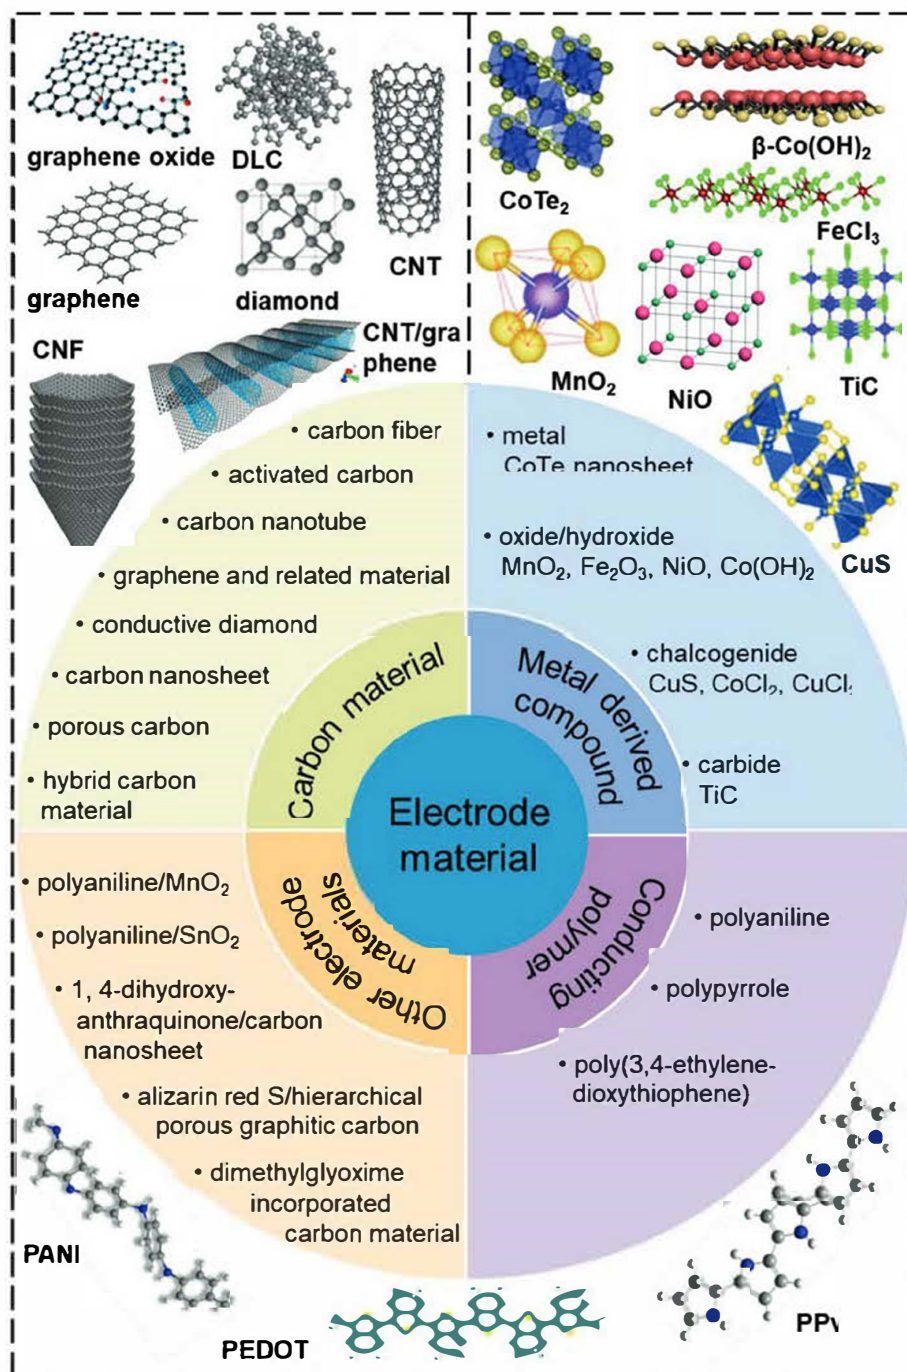 graphene oxide
DLC
CoTe₂
β-Co(OH)₂
FeCl₃
graphene
diamond
CNT
CNF
CNT/gra
phene
MnO₂
NiO
TiC
CuS
• carbon fiber
• activated carbon
• carbon nanotube
• graphene and related material
• conductive diamond
• carbon nanosheet
• porous carbon
• hybrid carbon
material
• metal
CoTe nanosheet
• oxide/hydroxide
MnO₂, Fe₂O₃, NiO, Co(OH)₂
• chalcogenide
CuS, CoCl₂,
• carbide
TiC
Carbon material
Metal derived
compound
Electrode
material
Other electrode
materials
Conducting
polymer
• polyaniline/MnO₂
• polyaniline/SnO₂
• 1, 4-dihydroxy-
anthraquinone/carbon
nanosheet
• alizarin red S/hierarchical
porous graphitic carbon
• dimethylglyoxime
incorporated
carbon material
• polyaniline
• polypyrrole
• poly(3,4-ethylene-
dioxythiophene)
PANI
PEDOT